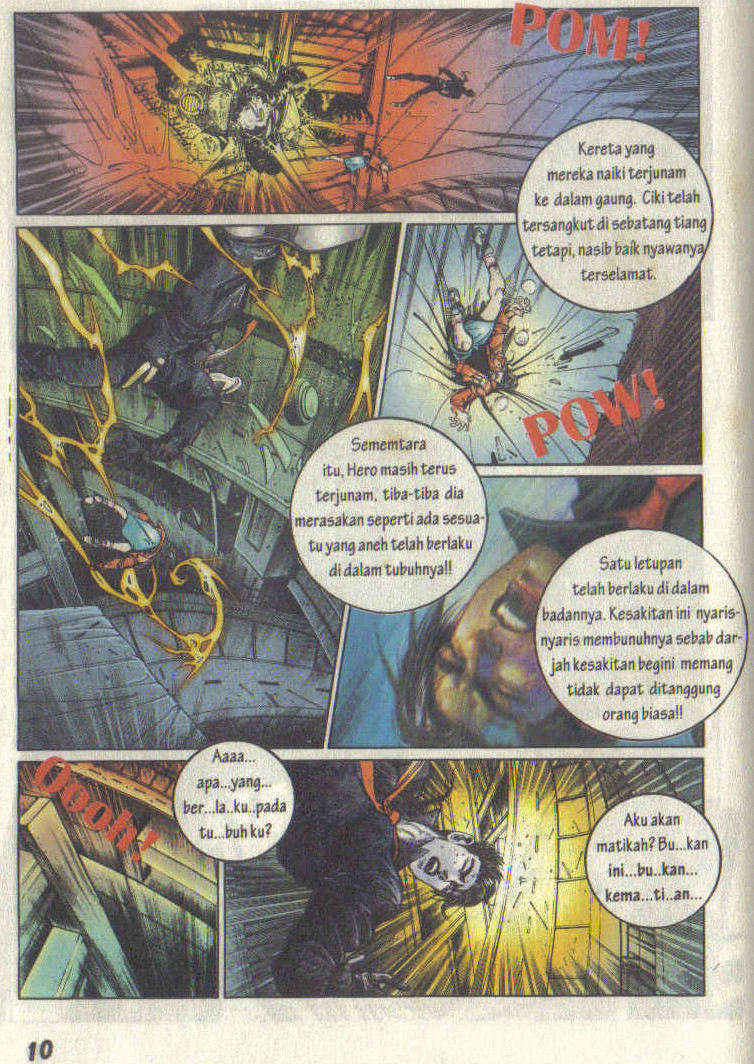 POM!
Kereta yang
mereka naiki terjunam
ke dalam gaung. Ciki telah
tersangkut di sebatang tiang
tetapi, nasib baik nyawanya
terselamat.
POW!
Sememtara
itu, Hero masih terus
terjunam, tiba-tiba dia
merasakan seperti ada sesua-
tu yang aneh telah berlaku
di dalam tubuhnya!!
Satu letupan
telah berlaku di dalam
badannya. Kesakitan ini nyaris-
nyaris membunuhnya sebab dar-
jah kesakitan begini memang
tidak dapat ditanggung
orang biasa!!
Oooh!
Aaaa...
apa...yang...
ber...la..ku..pada
tu...buh ku?
Aku akan
matikah? Bu...kan
ini...bu..kan...
kema...ti...an...
10